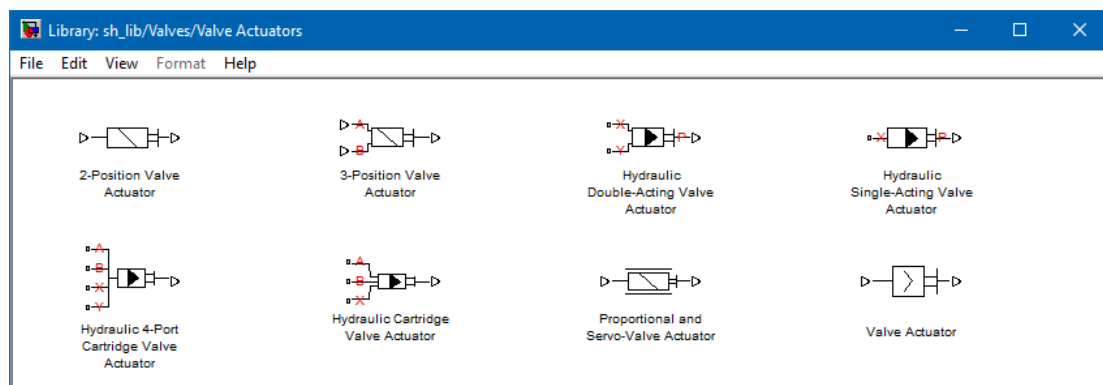 Library: sh_lib/Valves/Valve Actuators
File Edit View Format Help
2-Position Valve
Actuator
A
B
3-Position Valve
Actuator
X
Y
P
Hydraulic
Double-Acting Valve
Actuator
X
P
Hydraulic
Single-Acting Valve
Actuator
A
B
X
Y
Hydraulic 4-Port
Cartridge Valve
Actuator
A
B
X
Hydraulic Cartridge
Valve Actuator
Proportional and
Servo-Valve Actuator
Valve Actuator